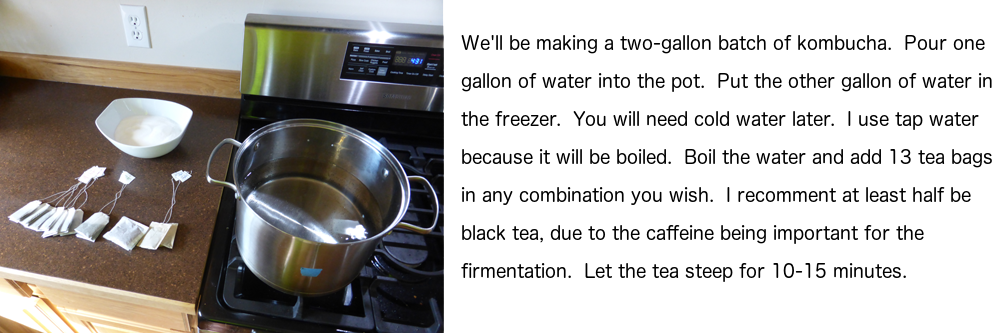 We'll be making a two-gallon batch of kombucha. Pour one
gallon of water into the pot. Put the other gallon of water in
the freezer. You will need cold water later. I use tap water
because it will be boiled. Boil the water and add 13 tea bags
in any combination you wish. I recomment at least half be
black tea, due to the caffeine being important for the
firmentation. Let the tea steep for 10-15 minutes.